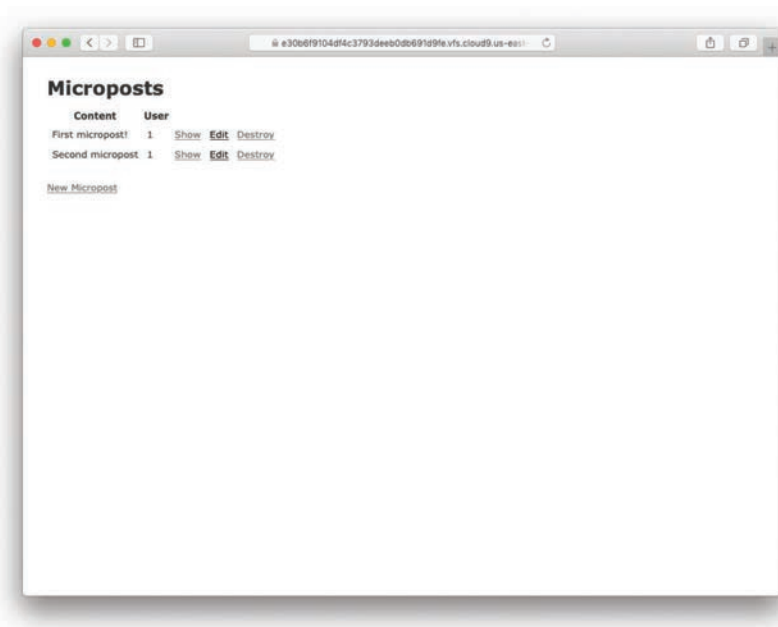 e30b6f9104df4c3793deeb0db691d9fe.vfs.cloud9.us-east
Microposts
Content User
First micropost! 1 Show Edit Destroy
Second micropost 1 Show Edit Destroy
New Micropost